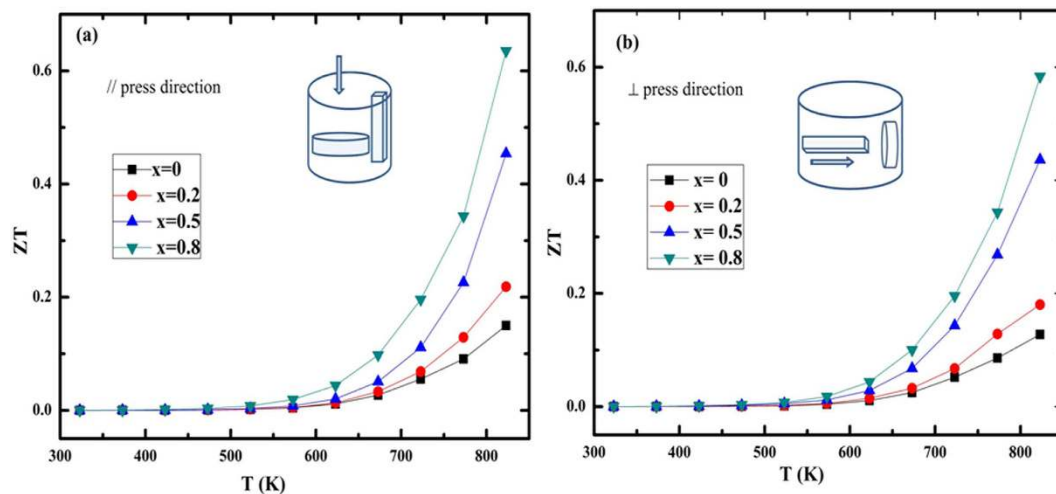 (a)
// press direction
x=0
x=0.2
x=0.5
x=0.8
ZT
0.6
0.4
0.2
0.0
300 400 500 600 700 800
T (K)
(b)
⊥ press direction
x= 0
x= 0.2
x= 0.5
x= 0.8
ZT
0.6
0.4
0.2
0.0
300 400 500 600 700 800
T (K)